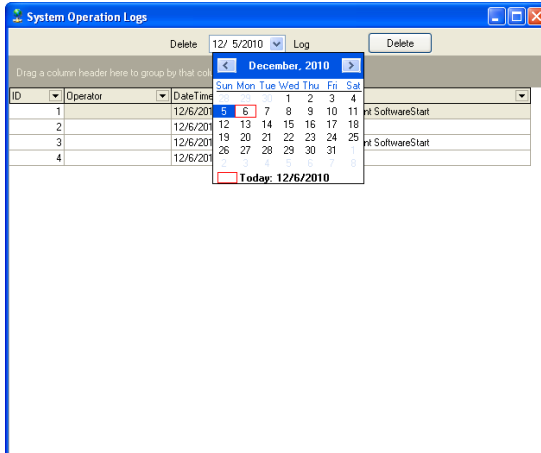 System Operation Logs
Delete 12/ 5/2010 Log Delete
Drag a column header here to group by that col
December, 2010
Sun Mon Tue Wed Thu Fri Sat
28 29 30 1 2 3 4
5 6 7 8 9 10 11
12 13 14 15 16 17 18
19 20 21 22 23 24 25
26 27 28 29 30 31 1
2 3 4 5 6 7 8
Today: 12/6/2010
ID Operator DateTime
1 12/6/201 nt SoftwareStart
2 12/6/201
3 12/6/201 nt SoftwareStart
4 12/6/201